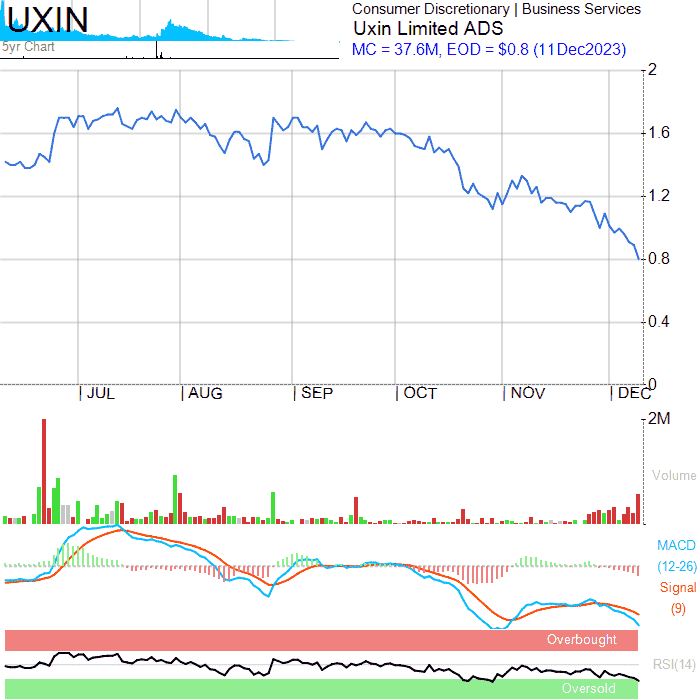 UXIN
5yr Chart
Consumer Discretionary | Business Services
Uxin Limited ADS
MC = 37.6M, EOD = $0.8 (11Dec2023)
2
1.6
1.2
0.8
0.4
0
| JUL | AUG | SEP | OCT | NOV | DEC
2M
Volume
MACD
(12-26)
Signal
(9)
Overbought
RSI(14)
Oversold